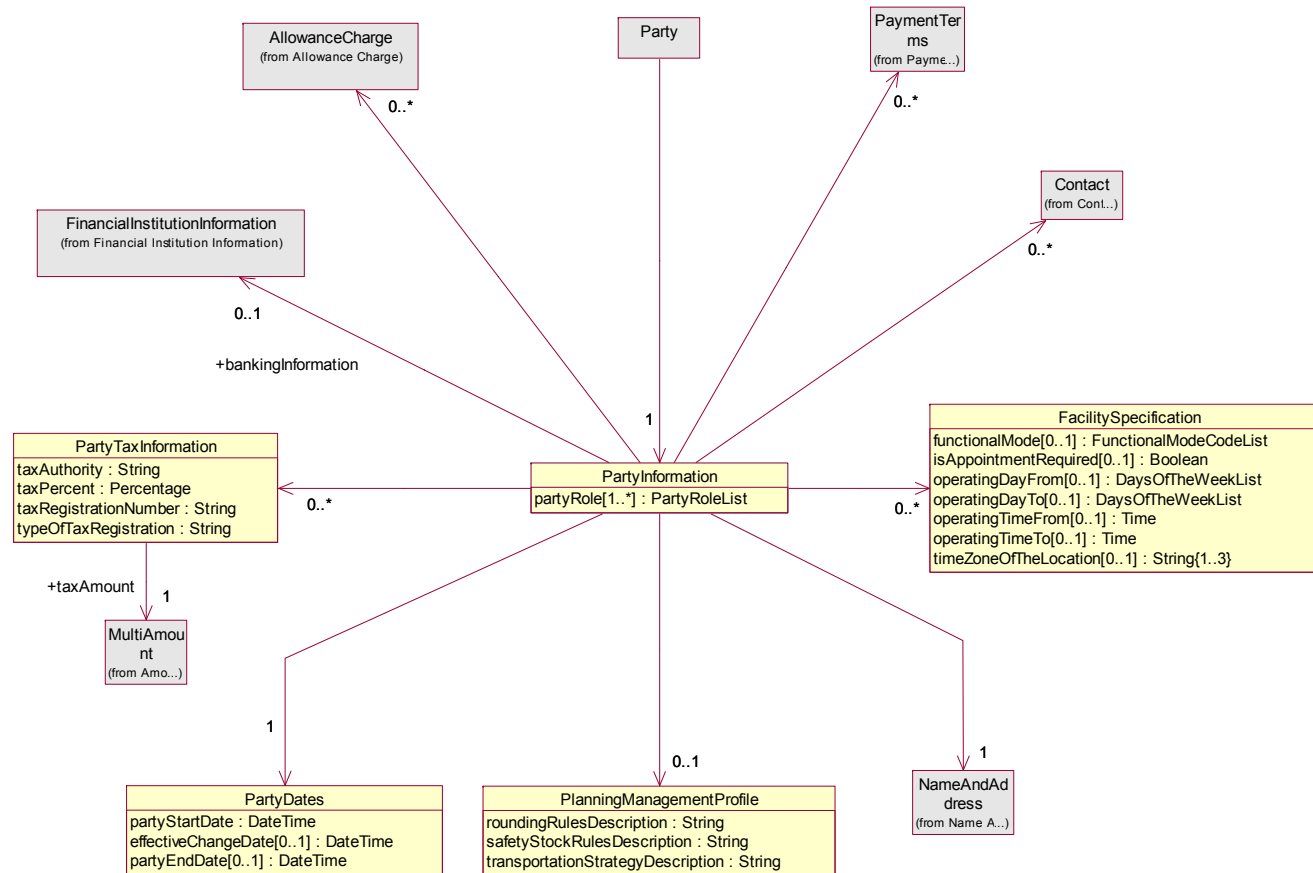 AllowanceCharge
(from Allowance Charge)
Party
PaymentTer
ms
(from Payme...)
0..*
0..*
Contact
(from Cont...)
0..*
FinancialInstitutionInformation
(from Financial Institution Information)
0..1
+bankingInformation
1
PartyTaxInformation
taxAuthority : String
taxPercent : Percentage
taxRegistrationNumber : String
typeOfTaxRegistration : String
0..*
PartyInformation
partyRole[1..*] : PartyRoleList
0..*
FacilitySpecification
functionalMode[0..1] : FunctionalModeCodeList
isAppointmentRequired[0..1] : Boolean
operatingDayFrom[0..1] : DaysOfTheWeekList
operatingDayTo[0..1] : DaysOfTheWeekList
operatingTimeFrom[0..1] : Time
operatingTimeTo[0..1] : Time
timeZoneOfTheLocation[0..1] : String{1..3}
+taxAmount
1
MultiAmou
nt
(from Amo...)
1
0..1
1
PartyDates
partyStartDate : DateTime
effectiveChangeDate[0..1] : DateTime
partyEndDate[0..1] : DateTime
PlanningManagementProfile
roundingRulesDescription : String
safetyStockRulesDescription : String
transportationStrategyDescription : String
NameAndAd
dress
(from Name A...)